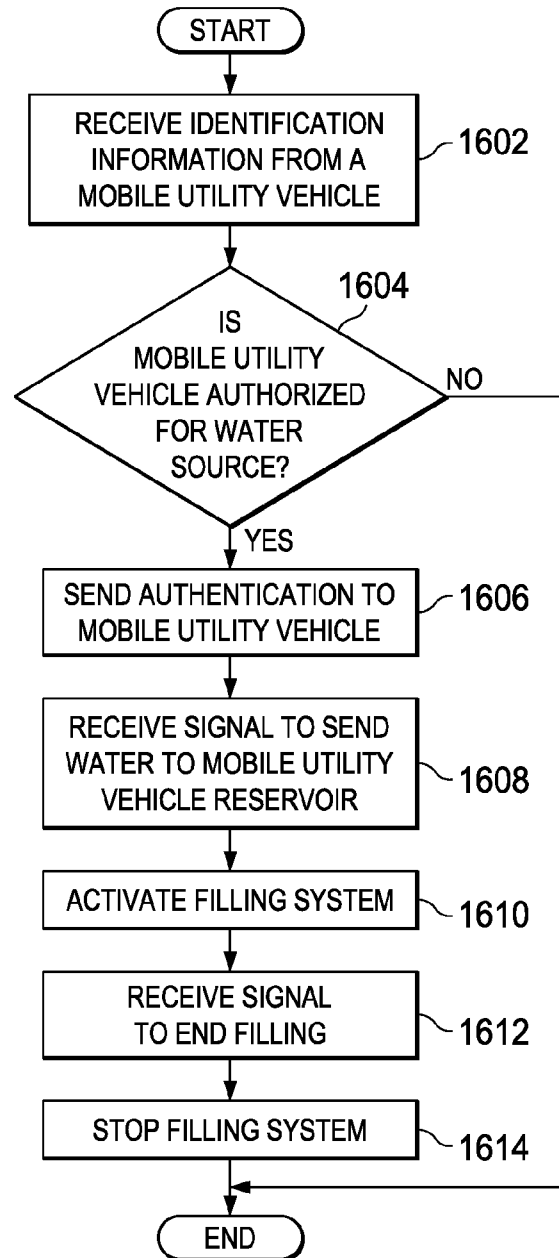 START
RECEIVE IDENTIFICATION
INFORMATION FROM A
MOBILE UTILITY VEHICLE
1602
1604
IS
MOBILE UTILITY
VEHICLE AUTHORIZED
FOR WATER
SOURCE?
NO
YES
SEND AUTHENTICATION TO
MOBILE UTILITY VEHICLE
1606
RECEIVE SIGNAL TO SEND
WATER TO MOBILE UTILITY
VEHICLE RESERVOIR
1608
ACTIVATE FILLING SYSTEM
1610
RECEIVE SIGNAL
TO END FILLING
1612
STOP FILLING SYSTEM
1614
END